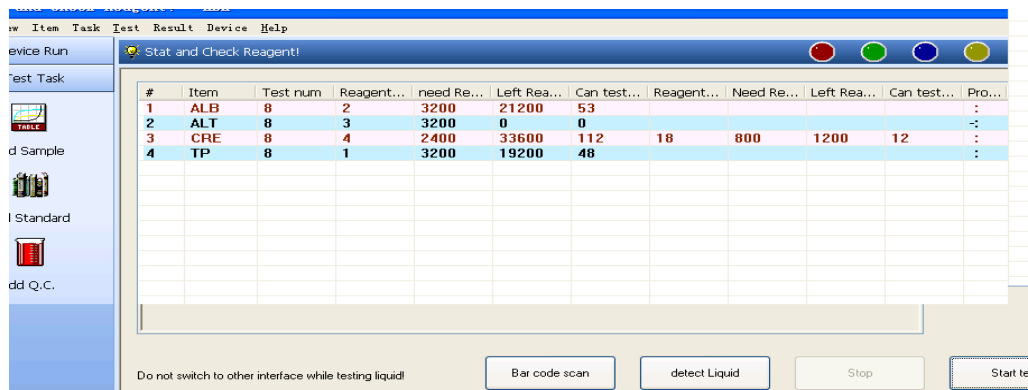 ew Item Task Test Result Device Help
evice Run
Stat and Check Reagent!
Test Task
# Item Test num Reagent... need Re... Left Rea... Can test... Reagent... Need Re... Left Rea... Can test... Pro...
1 ALB 8 2 3200 21200 53 :
2 ALT 8 3 3200 0 0 -:
3 CRE 8 4 2400 33600 112 18 800 1200 12 :
4 TP 8 1 3200 19200 48 :
TABLE
d Sample
l Standard
dd Q.C.
Do not switch to other interface while testing liquid!
Bar code scan
detect Liquid
Stop
Start te